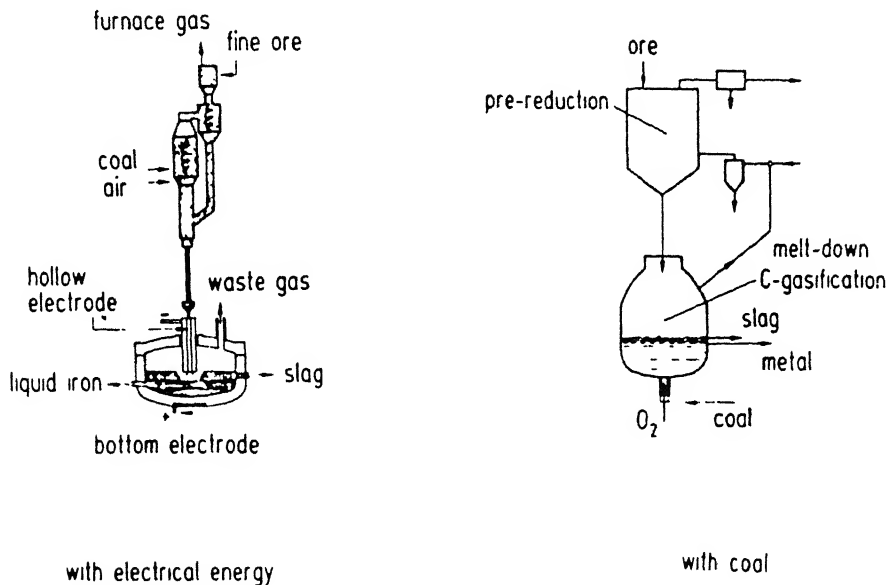 furnace gas
fine ore
coal
air
hollow
electrode
waste gas
liquid iron
slag
−
+
bottom electrode
with electrical energy
ore
pre-reduction
melt-down
C-gasification
slag
metal
O₂
coal
with coal